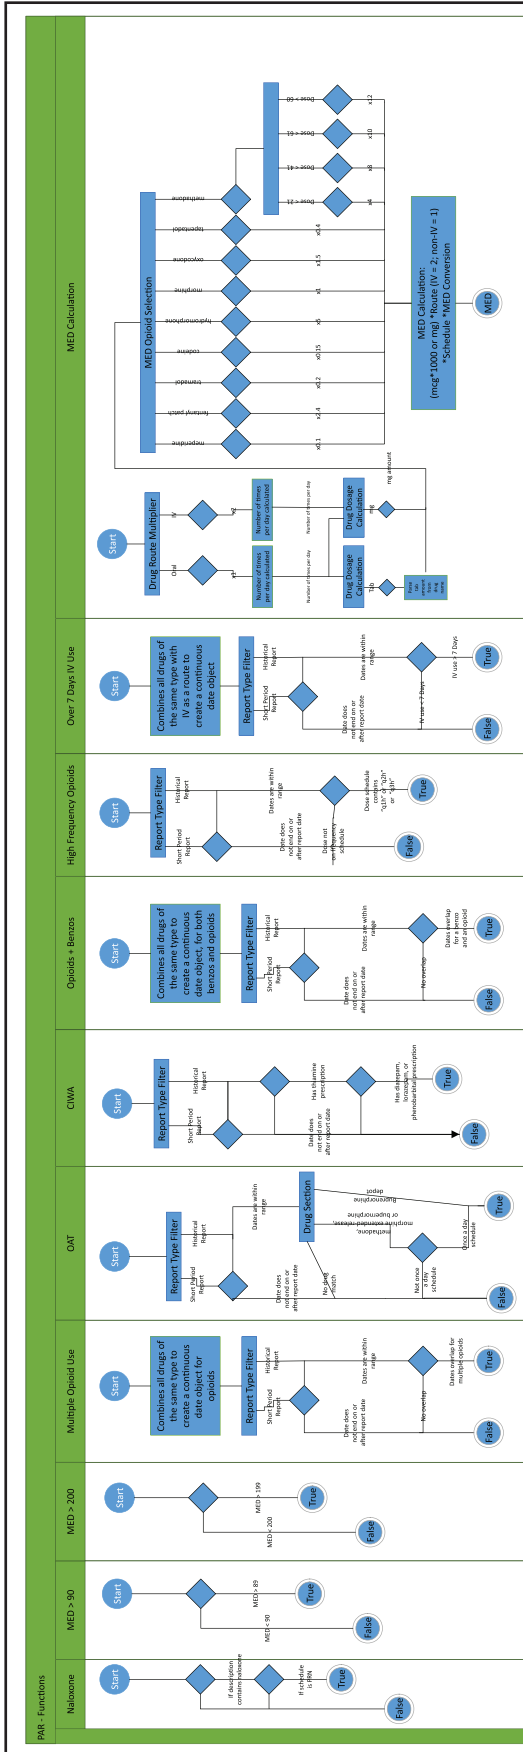 PAR - Functions
Naloxone
Start
If description
contains naloxone
If schedule
is PRN
True
False
MED > 90
Start
MED > 89
MED < 90
True
False
MED > 200
Start
MED > 199
MED < 200
True
False
Multiple Opioid Use
Start
Combines all drugs of
the same type to
create a continuous
date object for
opioids
Report Type Filter
Short Period
Report
Historical
Report
Date does
not end on or
after report date
Dates are within
range
No overlap
Dates overlap for
multiple opioids
False
True
OAT
Start
Report Type Filter
Short Period
Report
Historical
Report
Dates are within
range
Date does
not end on or
after report date
Drug Section
No drug
match
methadone,
morphine extended-release,
or bupernorphine
Buprenorphine
depot
Not once
a day
schedule
Once a day
schedule
False
True
CIWA
Start
Report Type Filter
Short Period
Report
Historical
Report
Has thiamine
prescription
Date does
not end on or
after report date
Has diazepam,
lorazepam, or
phenobarbital prescription
True
False
Opioids + Benzos
Start
Combines all drugs of
the same type to
create a continuous
date object, for both
benzos and opioids
Report Type Filter
Short Period
Report
Historical
Report
Date does
not end on or
after report date
Dates are within
range
No overlap
Dates overlap
for a benzo
and an opioid
False
True
High Frequency Opioids
Start
Report Type Filter
Short Period
Report
Historical
Report
Dates are within
range
Date does
not end on or
after report date
Dose not
on frequency
schedule
Dose schedule
contains
"q1h" or "q2h"
or "q3h"
False
True
Over 7 Days IV Use
Start
Combines all drugs of
the same type with
IV as a route to
create a continuous
date object
Report Type Filter
Short Period
Report
Historical
Report
Date does
not end on or
after report date
Dates are within
range
IV use < 7 Days
IV use > 7 Days
False
True
MED Calculation
Start
Drug Route Multiplier
Oral
IV
x1
x2
Number of times
per day calculated
Number of times
per day calculated
Number of times per day
Number of times per day
Drug Dosage
Calculation
Drug Dosage
Calculation
Tab
mg
Parse
tab
amount
from
drug
name
mg amount
MED Opioid Selection
meperidine
fentanyl patch
tramadol
codeine
hydromorphone
morphine
oxycodone
tapentadol
methadone
x0.1
x2.4
x0.2
x0.15
x5
x1
x1.5
x0.4
Dose < 21
Dose < 41
Dose < 61
Dose > 60
x4
x8
x10
x12
MED Calculation:
(mcg*1000 or mg) *Route (IV = 2; non-IV = 1)
*Schedule *MED Conversion
MED